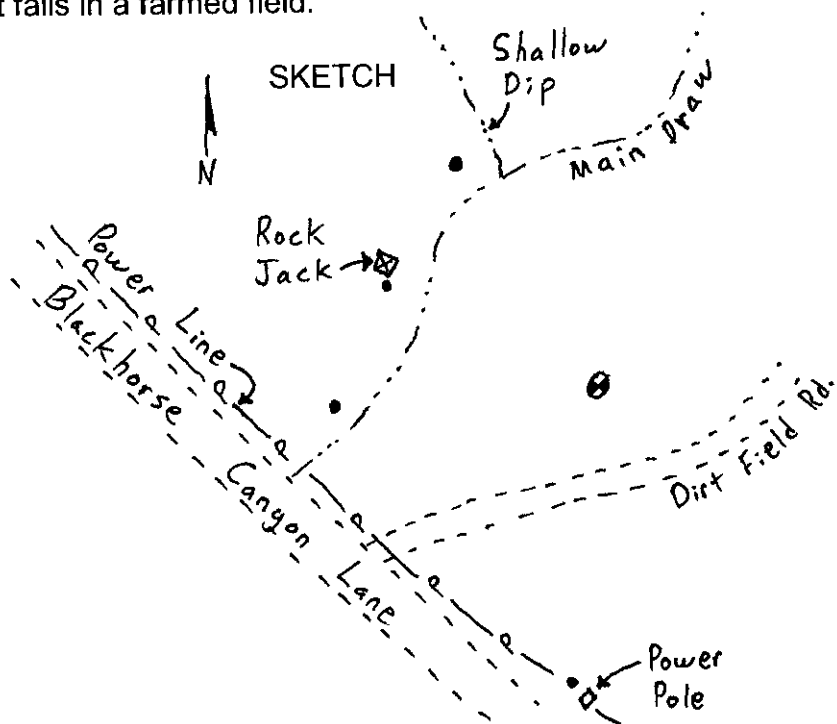 t falls in a farmed field.
SKETCH
N
Shallow
Dip
Main Draw
Rock
Jack
Power Line
Blackhorse Canyon Lane
Dirt Field Rd.
Power
Pole
P
P
P
P
P
P
P